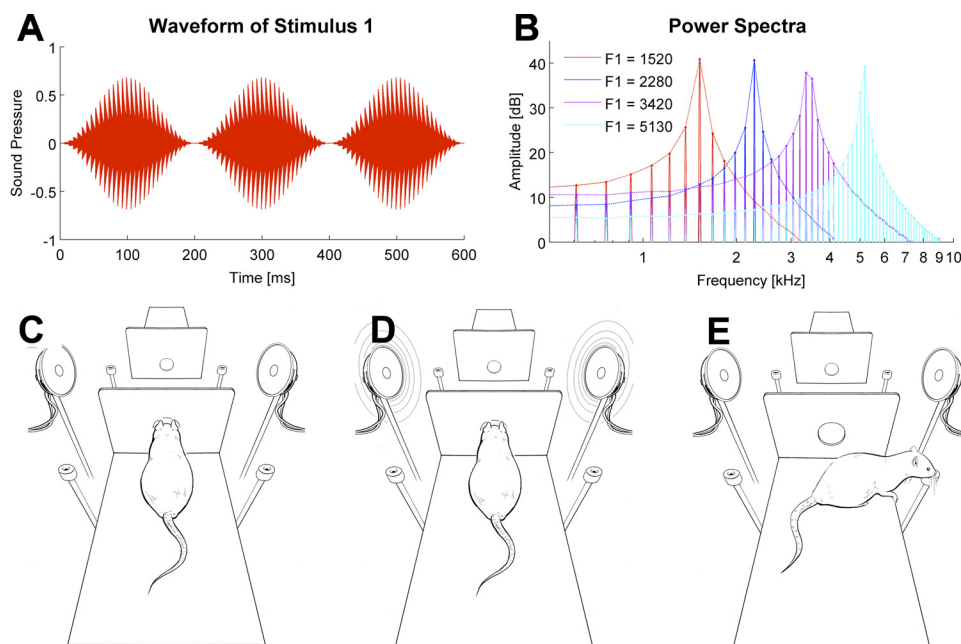 A
Waveform of Stimulus 1
1
0.5
0
-0.5
-1
Sound Pressure
0 100 200 300 400 500 600
Time [ms]
B
Power Spectra
F1 = 1520
F1 = 2280
F1 = 3420
F1 = 5130
40
30
20
10
0
Amplitude [dB]
1 2 3 4 5 6 7 8 9 10
Frequency [kHz]
C
D
E